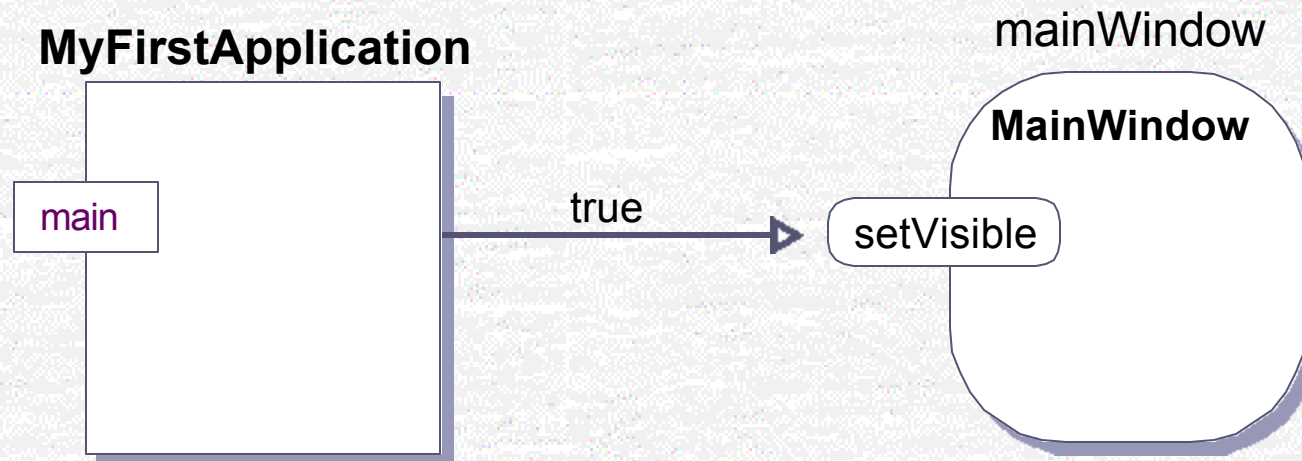 MyFirstApplication
main
true
mainWindow
MainWindow
setVisible